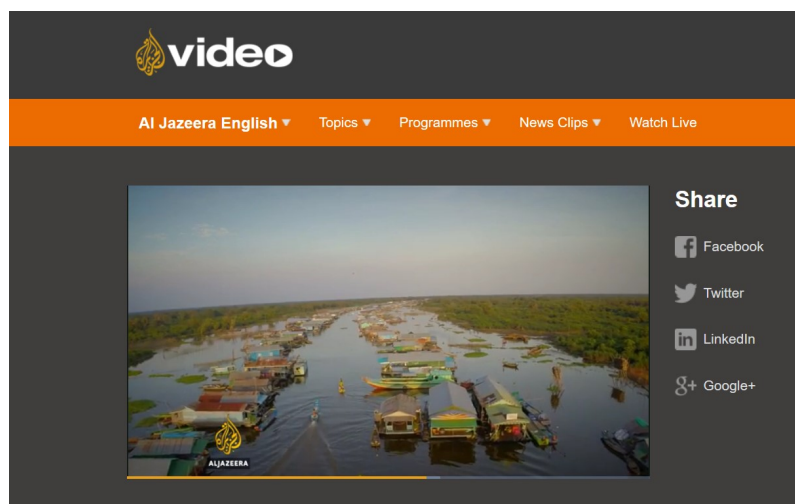 video
Al Jazeera English Topics Programmes News Clips Watch Live
Share
Facebook
Twitter
LinkedIn
Google+
ALJAZEERA